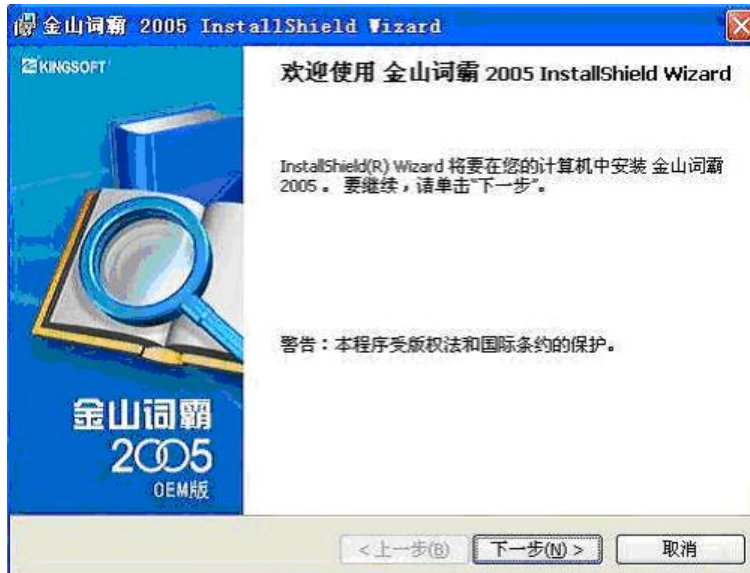 金山词霸 2005 InstallShield Wizard
KINGSOFT
欢迎使用 金山词霸 2005 InstallShield Wizard
InstallShield(R) Wizard 将要在您的计算机中安装 金山词霸
2005 。 要继续，请单击“下一步”。
警告：本程序受版权法和国际条约的保护。
金山词霸
2005
OEM版
<上一步(B)
下一步(N) >
取消